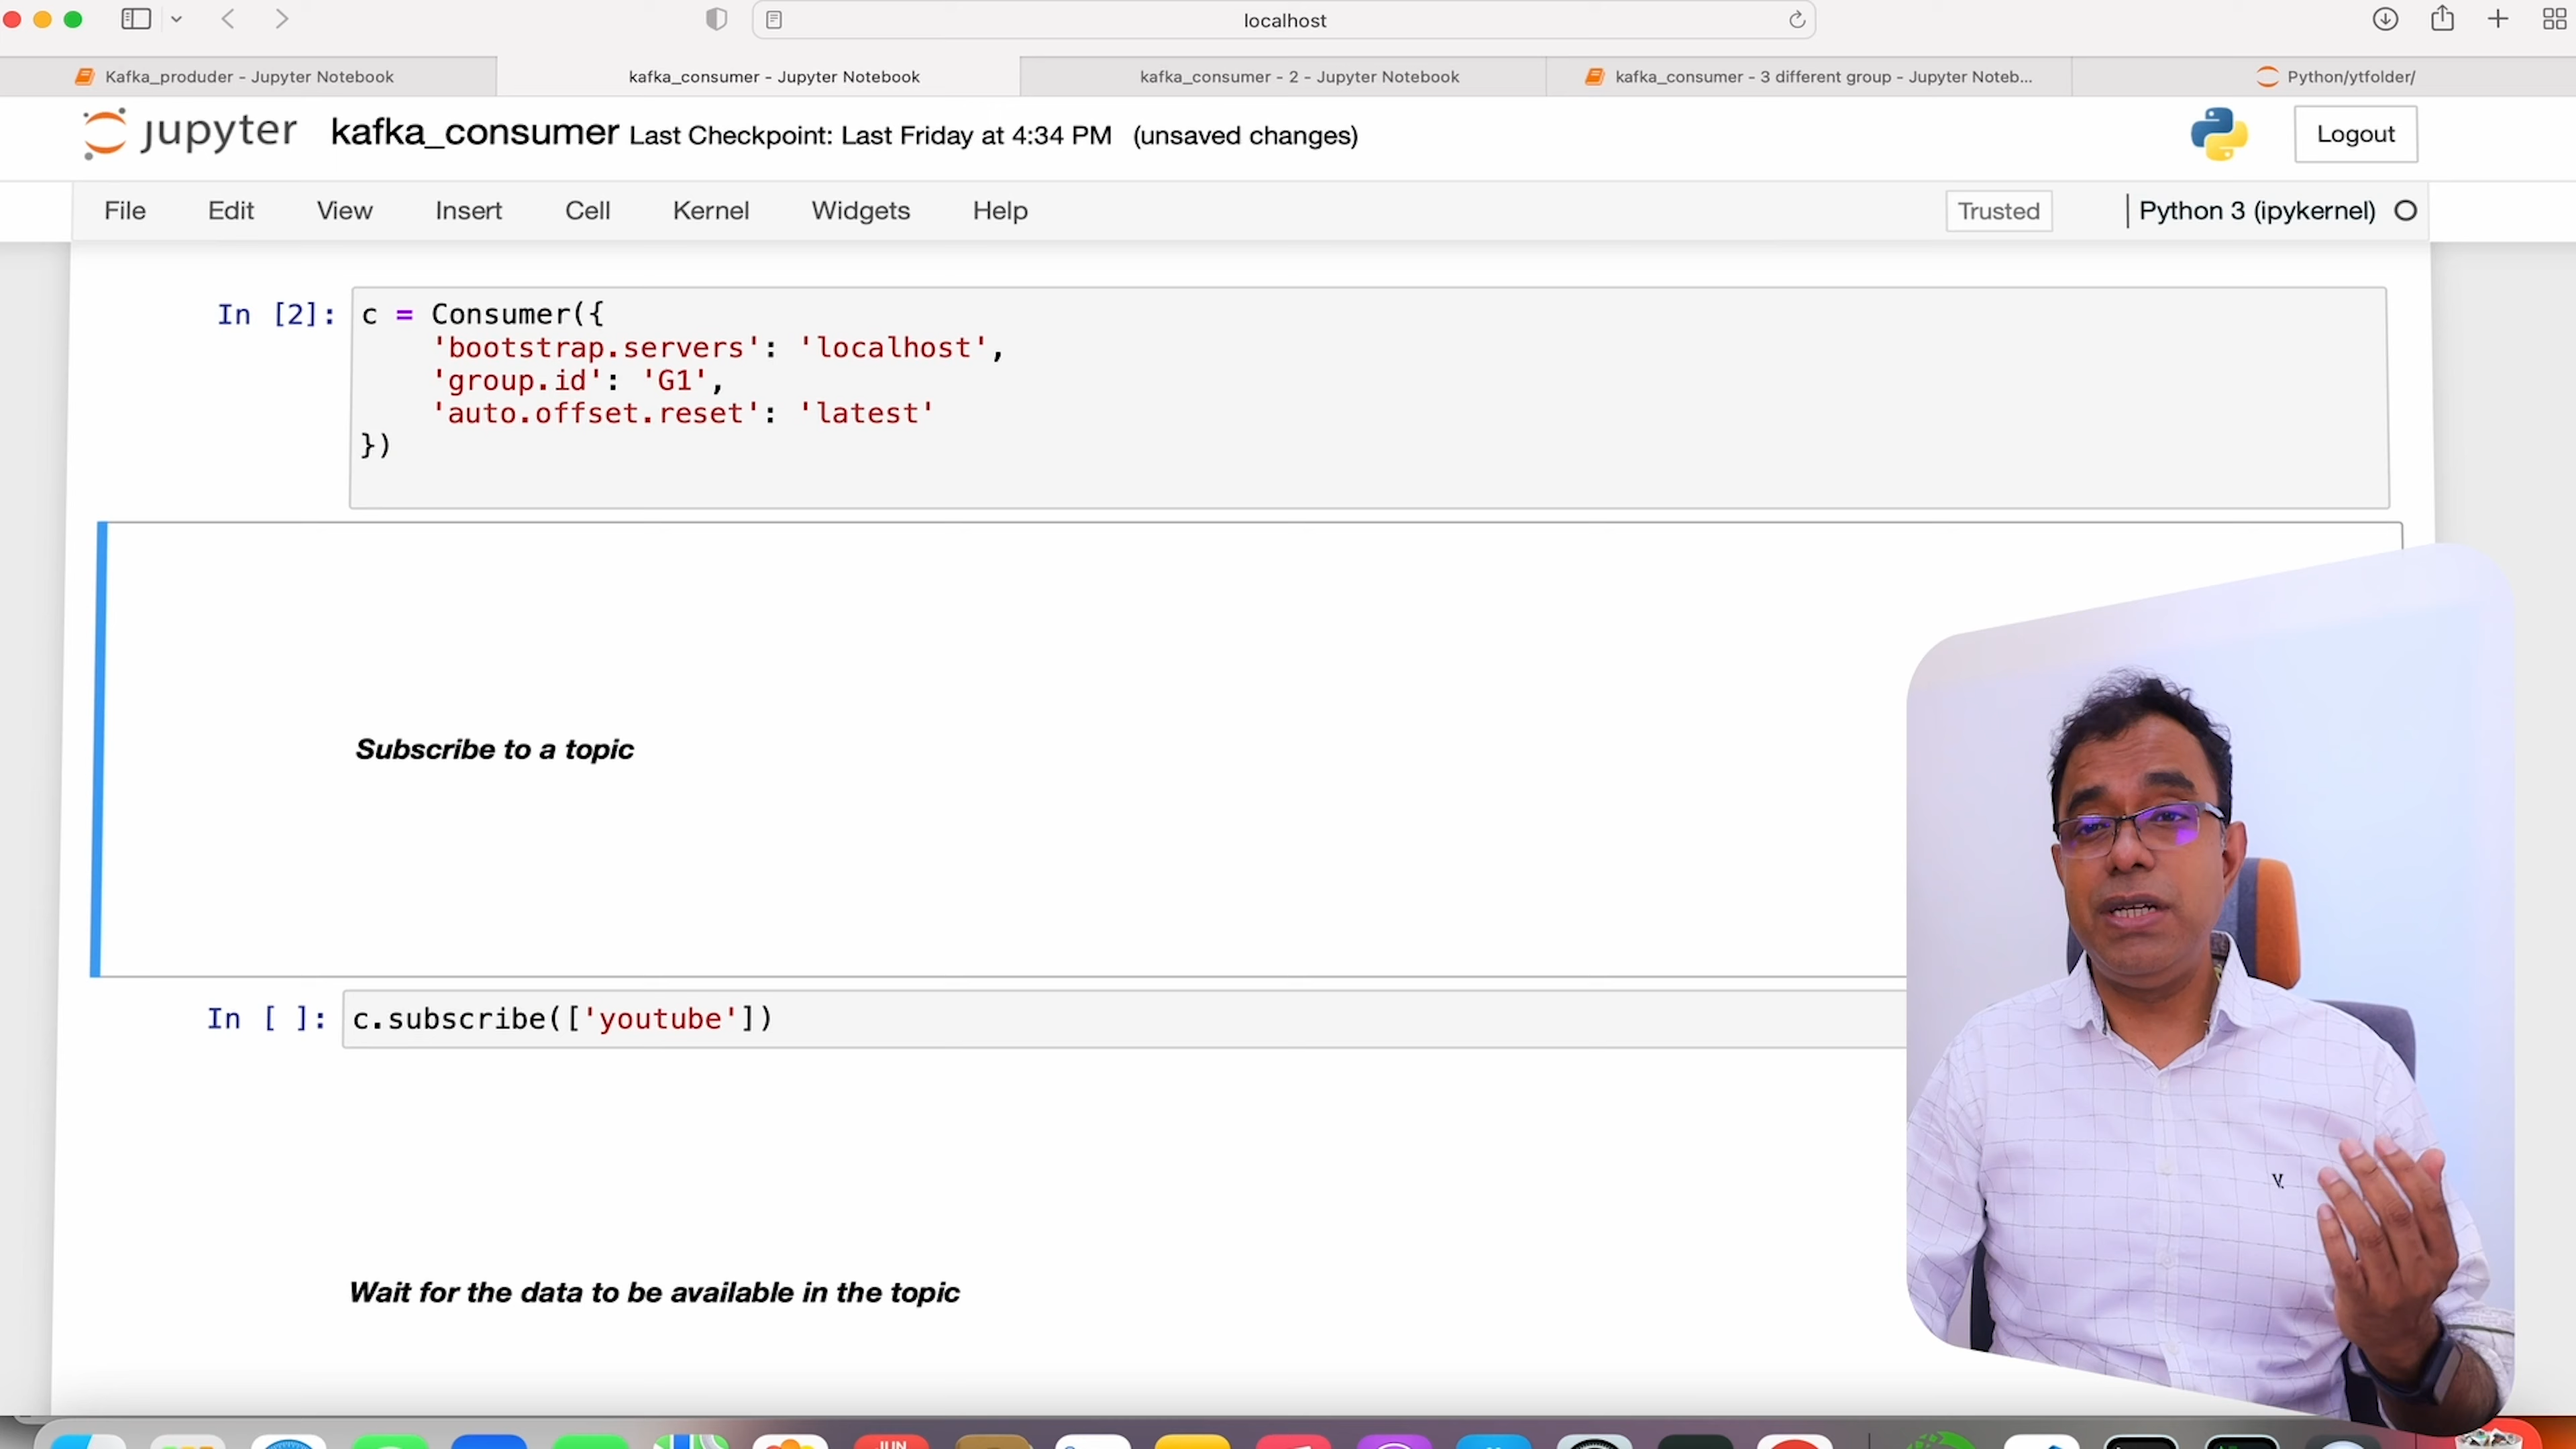 localhost
Kafka_produder - Jupyter Notebook
kafka_consumer - Jupyter Notebook
kafka_consumer - 2 - Jupyter Notebook
kafka_consumer - 3 different group - Jupyter Noteb...
Python/ytfolder/
jupyter kafka_consumer Last Checkpoint: Last Friday at 4:34 PM (unsaved changes)
Logout
File Edit View Insert Cell Kernel Widgets Help
Trusted
Python 3 (ipykernel)
In [2]: c = Consumer({
'bootstrap.servers': 'localhost',
'group.id': 'G1',
'auto.offset.reset': 'latest'
})
Subscribe to a topic
In [ ]: c.subscribe(['youtube'])
Wait for the data to be available in the topic
V.
JUN